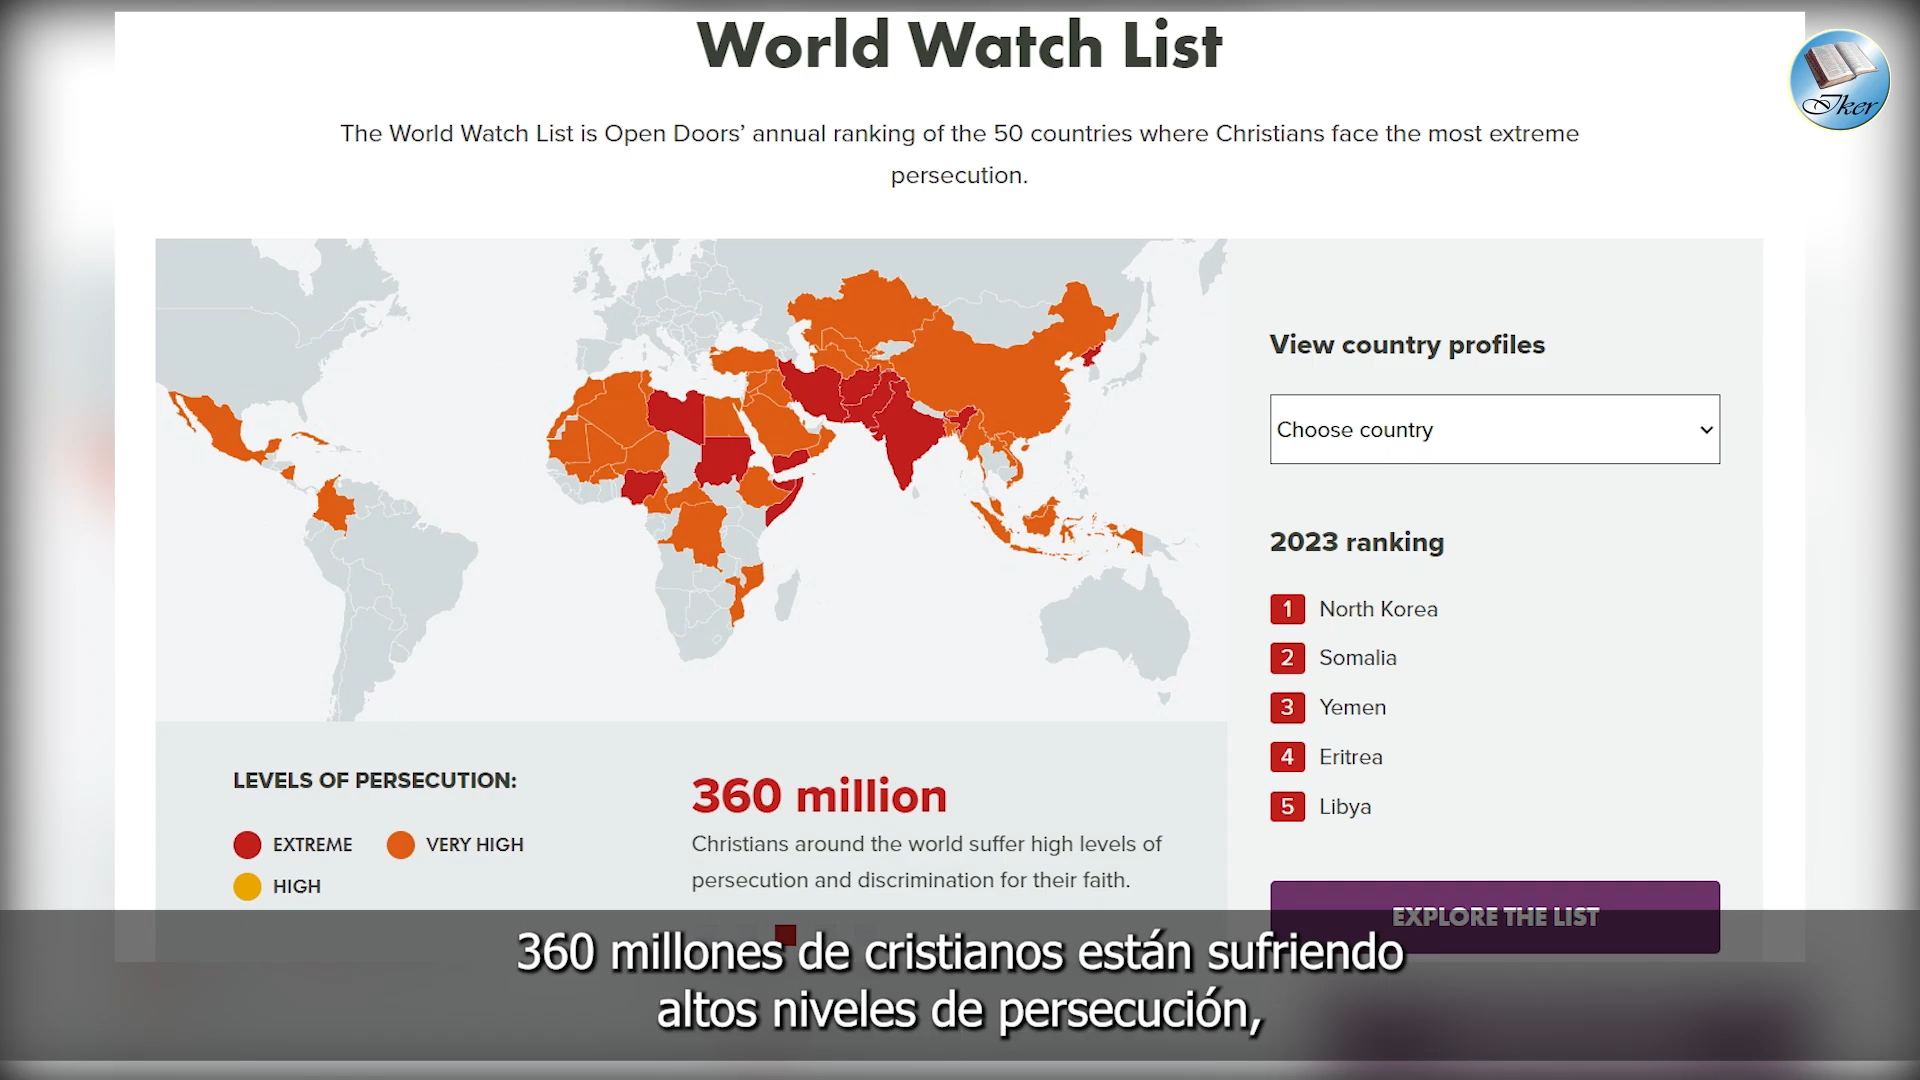 World Watch List
Iker
The World Watch List is Open Doors’ annual ranking of the 50 countries where Christians face the most extreme
persecution.
View country profiles
Choose country
2023 ranking
1 North Korea
2 Somalia
3 Yemen
4 Eritrea
5 Libya
EXPLORE THE LIST
LEVELS OF PERSECUTION:
EXTREME VERY HIGH
HIGH
360 million
Christians around the world suffer high levels of
persecution and discrimination for their faith.
360 millones de cristianos están sufriendo
altos niveles de persecución,